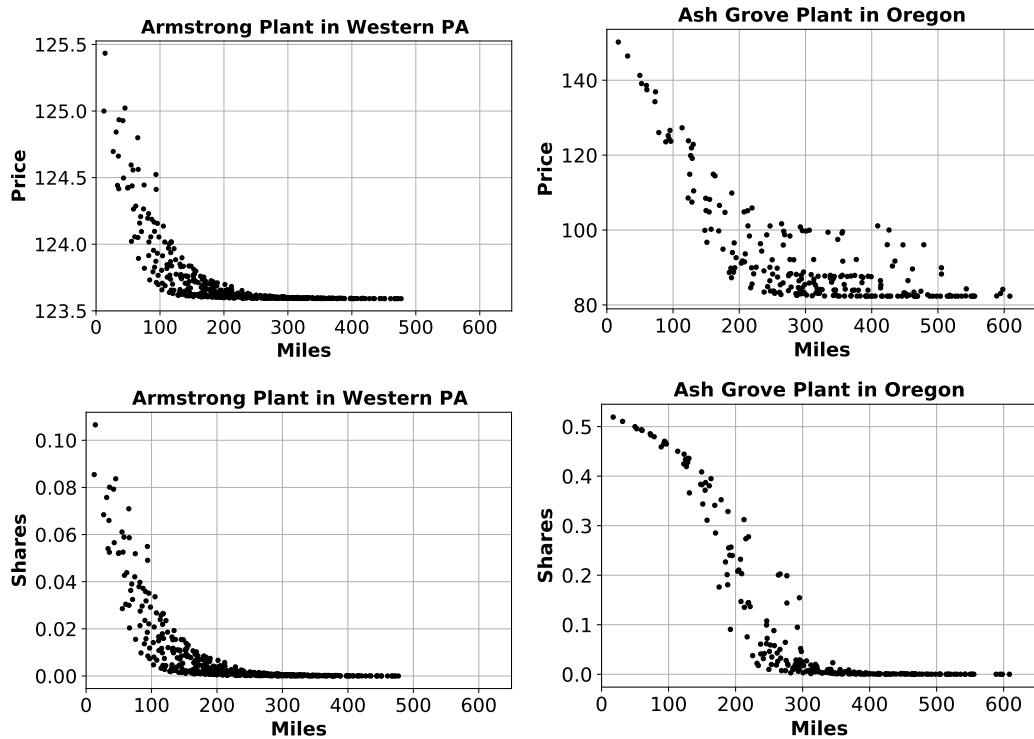 Armstrong Plant in Western PA
Price
125.5
125.0
124.5
124.0
123.5
0 100 200 300 400 500 600
Miles
Ash Grove Plant in Oregon
Price
140
120
100
80
0 100 200 300 400 500 600
Miles
Armstrong Plant in Western PA
Shares
0.10
0.08
0.06
0.04
0.02
0.00
0 100 200 300 400 500 600
Miles
Ash Grove Plant in Oregon
Shares
0.5
0.4
0.3
0.2
0.1
0.0
0 100 200 300 400 500 600
Miles